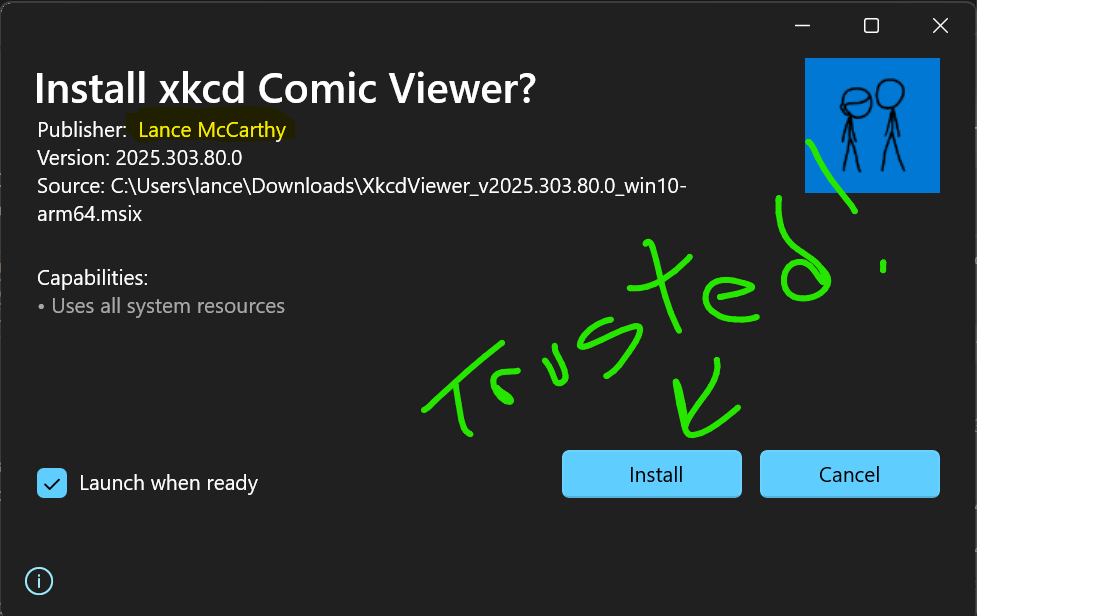 Install xkcd Comic Viewer?
Publisher: Lance McCarthy
Version: 2025.303.80.0
Source: C:\Users\lance\Downloads\XkcdViewer_v2025.303.80.0_win10-
arm64.msix
Capabilities:
• Uses all system resources
Trusted!
Launch when ready
Install
Cancel